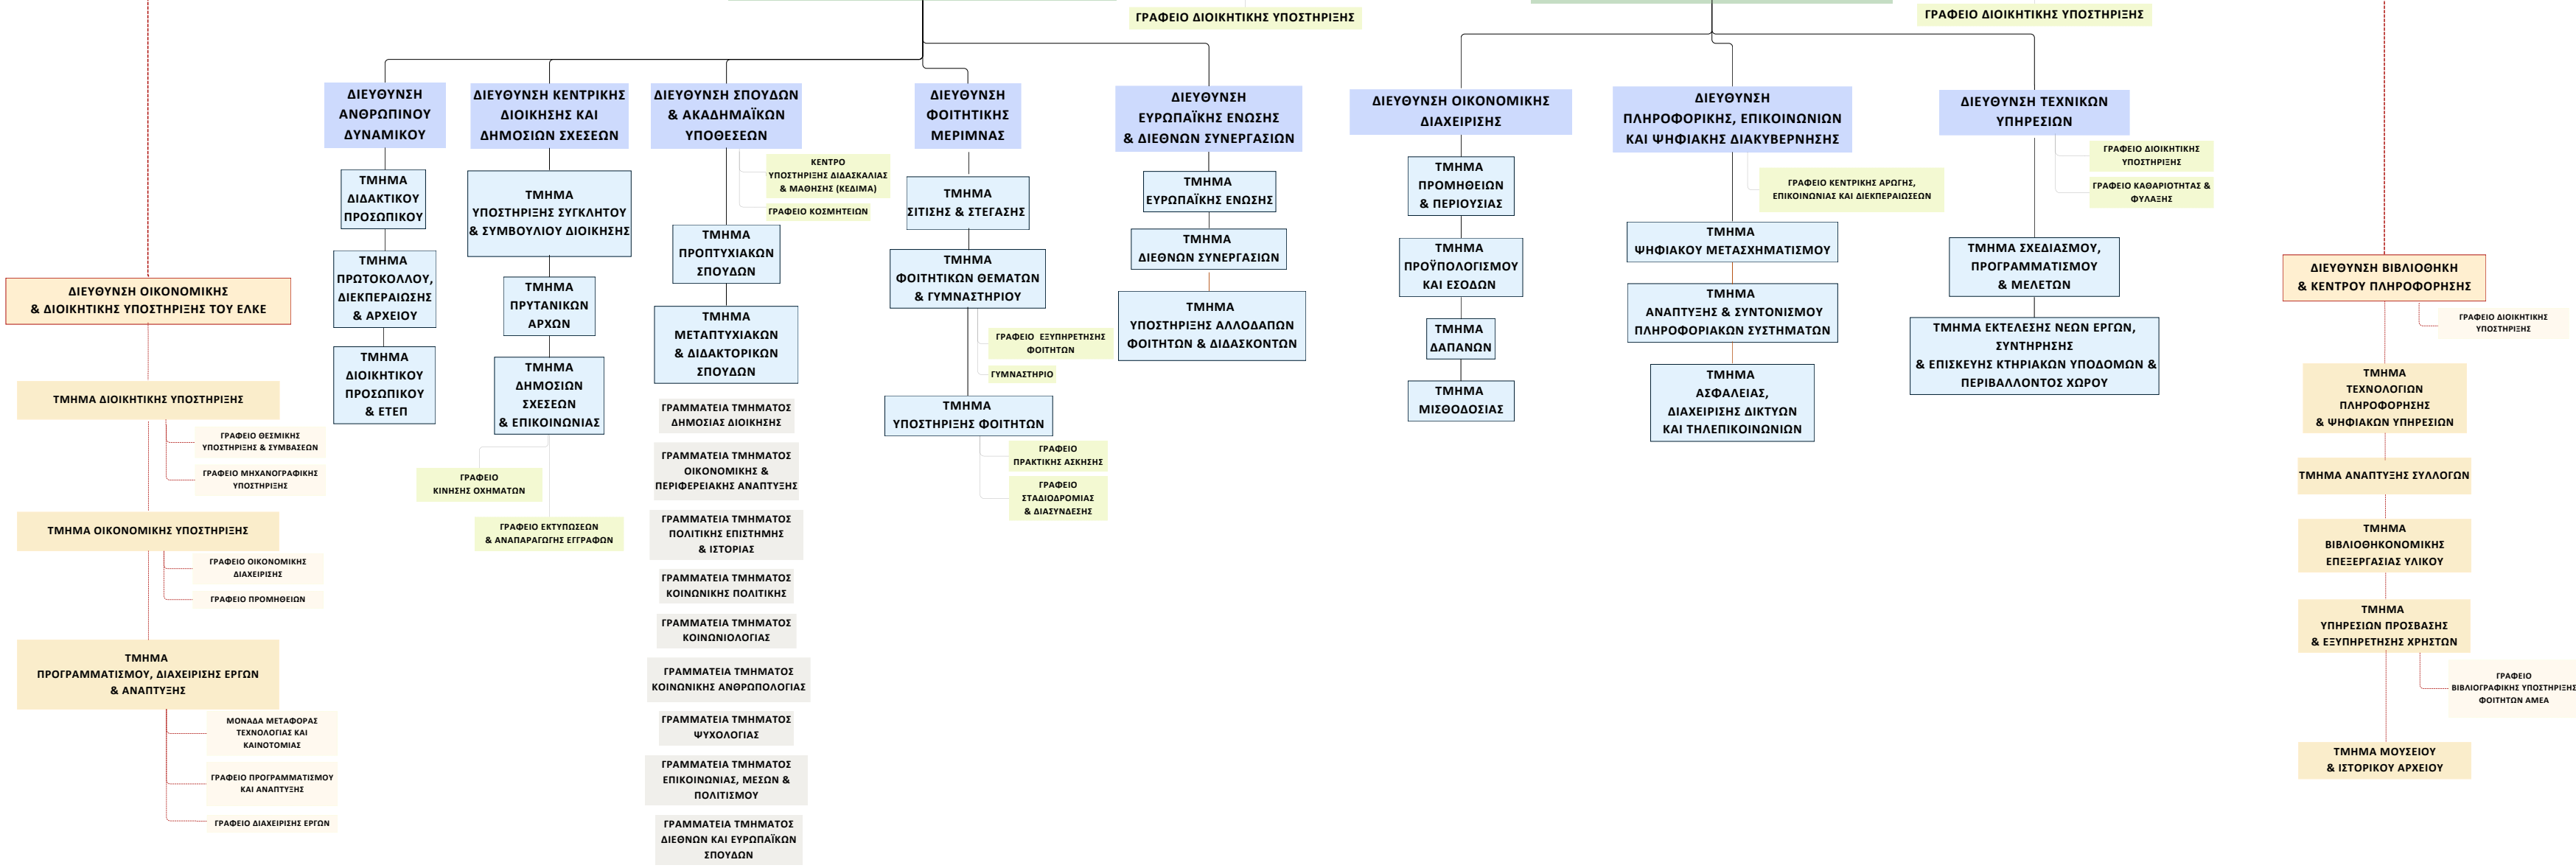 ΓΡΑΦΕΙΟ ΔΙΟΙΚΗΤΙΚΗΣ ΥΠΟΣΤΗΡΙΞΗΣ
ΓΡΑΦΕΙΟ ΔΙΟΙΚΗΤΙΚΗΣ ΥΠΟΣΤΗΡΙΞΗΣ
ΔΙΕΥΘΥΝΣΗ ΟΙΚΟΝΟΜΙΚΗΣ
& ΔΙΟΙΚΗΤΙΚΗΣ ΥΠΟΣΤΗΡΙΞΗΣ ΤΟΥ ΕΛΚΕ
ΤΜΗΜΑ ΔΙΟΙΚΗΤΙΚΗΣ ΥΠΟΣΤΗΡΙΞΗΣ
ΓΡΑΦΕΙΟ ΘΕΣΜΙΚΗΣ
ΥΠΟΣΤΗΡΙΞΗΣ & ΣΥΜΒΑΣΕΩΝ
ΓΡΑΦΕΙΟ ΜΗΧΑΝΟΓΡΑΦΙΚΗΣ
ΥΠΟΣΤΗΡΙΞΗΣ
ΤΜΗΜΑ ΟΙΚΟΝΟΜΙΚΗΣ ΥΠΟΣΤΗΡΙΞΗΣ
ΓΡΑΦΕΙΟ ΟΙΚΟΝΟΜΙΚΗΣ
ΔΙΑΧΕΙΡΙΣΗΣ
ΓΡΑΦΕΙΟ ΠΡΟΜΗΘΕΙΩΝ
ΤΜΗΜΑ
ΠΡΟΓΡΑΜΜΑΤΙΣΜΟΥ, ΔΙΑΧΕΙΡΙΣΗΣ ΕΡΓΩΝ
& ΑΝΑΠΤΥΞΗΣ
ΜΟΝΑΔΑ ΜΕΤΑΦΟΡΑΣ
ΤΕΧΝΟΛΟΓΙΑΣ ΚΑΙ
ΚΑΙΝΟΤΟΜΙΑΣ
ΓΡΑΦΕΙΟ ΠΡΟΓΡΑΜΜΑΤΙΣΜΟΥ
ΚΑΙ ΑΝΑΠΤΥΞΗΣ
ΓΡΑΦΕΙΟ ΔΙΑΧΕΙΡΙΣΗΣ ΕΡΓΩΝ
ΔΙΕΥΘΥΝΣΗ
ΑΝΘΡΩΠΙΝΟΥ
ΔΥΝΑΜΙΚΟΥ
ΤΜΗΜΑ
ΔΙΔΑΚΤΙΚΟΥ
ΠΡΟΣΩΠΙΚΟΥ
ΤΜΗΜΑ
ΠΡΩΤΟΚΟΛΛΟΥ,
ΔΙΕΚΠΕΡΑΙΩΣΗΣ
& ΑΡΧΕΙΟΥ
ΤΜΗΜΑ
ΔΙΟΙΚΗΤΙΚΟΥ
ΠΡΟΣΩΠΙΚΟΥ
& ΕΤΕΠ
ΔΙΕΥΘΥΝΣΗ ΚΕΝΤΡΙΚΗΣ
ΔΙΟΙΚΗΣΗΣ ΚΑΙ
ΔΗΜΟΣΙΩΝ ΣΧΕΣΕΩΝ
ΤΜΗΜΑ
ΥΠΟΣΤΗΡΙΞΗΣ ΣΥΓΚΛΗΤΟΥ
& ΣΥΜΒΟΥΛΙΟΥ ΔΙΟΙΚΗΣΗΣ
ΤΜΗΜΑ
ΠΡΥΤΑΝΙΚΩΝ
ΑΡΧΩΝ
ΤΜΗΜΑ
ΔΗΜΟΣΙΩΝ
ΣΧΕΣΕΩΝ
& ΕΠΙΚΟΙΝΩΝΙΑΣ
ΓΡΑΦΕΙΟ
ΚΙΝΗΣΗΣ ΟΧΗΜΑΤΩΝ
ΓΡΑΦΕΙΟ ΕΚΤΥΠΩΣΕΩΝ
& ΑΝΑΠΑΡΑΓΩΓΗΣ ΕΓΓΡΑΦΩΝ
ΔΙΕΥΘΥΝΣΗ ΣΠΟΥΔΩΝ
& ΑΚΑΔΗΜΑΪΚΩΝ
ΥΠΟΘΕΣΕΩΝ
ΚΕΝΤΡΟ
ΥΠΟΣΤΗΡΙΞΗΣ ΔΙΔΑΣΚΑΛΙΑΣ
& ΜΑΘΗΣΗΣ (ΚΕΔΙΜΑ)
ΓΡΑΦΕΙΟ ΚΟΣΜΗΤΕΙΩΝ
ΤΜΗΜΑ
ΠΡΟΠΤΥΧΙΑΚΩΝ
ΣΠΟΥΔΩΝ
ΤΜΗΜΑ
ΜΕΤΑΠΤΥΧΙΑΚΩΝ
& ΔΙΔΑΚΤΟΡΙΚΩΝ
ΣΠΟΥΔΩΝ
ΓΡΑΜΜΑΤΕΙΑ ΤΜΗΜΑΤΟΣ
ΔΗΜΟΣΙΑΣ ΔΙΟΙΚΗΣΗΣ
ΓΡΑΜΜΑΤΕΙΑ ΤΜΗΜΑΤΟΣ
ΟΙΚΟΝΟΜΙΚΗΣ &
ΠΕΡΙΦΕΡΕΙΑΚΗΣ ΑΝΑΠΤΥΞΗΣ
ΓΡΑΜΜΑΤΕΙΑ ΤΜΗΜΑΤΟΣ
ΠΟΛΙΤΙΚΗΣ ΕΠΙΣΤΗΜΗΣ
& ΙΣΤΟΡΙΑΣ
ΓΡΑΜΜΑΤΕΙΑ ΤΜΗΜΑΤΟΣ
ΚΟΙΝΩΝΙΚΗΣ ΠΟΛΙΤΙΚΗΣ
ΓΡΑΜΜΑΤΕΙΑ ΤΜΗΜΑΤΟΣ
ΚΟΙΝΩΝΙΟΛΟΓΙΑΣ
ΓΡΑΜΜΑΤΕΙΑ ΤΜΗΜΑΤΟΣ
ΚΟΙΝΩΝΙΚΗΣ ΑΝΘΡΩΠΟΛΟΓΙΑΣ
ΓΡΑΜΜΑΤΕΙΑ ΤΜΗΜΑΤΟΣ
ΨΥΧΟΛΟΓΙΑΣ
ΓΡΑΜΜΑΤΕΙΑ ΤΜΗΜΑΤΟΣ
ΕΠΙΚΟΙΝΩΝΙΑΣ, ΜΕΣΩΝ &
ΠΟΛΙΤΙΣΜΟΥ
ΓΡΑΜΜΑΤΕΙΑ ΤΜΗΜΑΤΟΣ
ΔΙΕΘΝΩΝ ΚΑΙ ΕΥΡΩΠΑΪΚΩΝ
ΣΠΟΥΔΩΝ
ΔΙΕΥΘΥΝΣΗ
ΦΟΙΤΗΤΙΚΗΣ
ΜΕΡΙΜΝΑΣ
ΤΜΗΜΑ
ΣΙΤΙΣΗΣ & ΣΤΕΓΑΣΗΣ
ΤΜΗΜΑ
ΦΟΙΤΗΤΙΚΩΝ ΘΕΜΑΤΩΝ
& ΓΥΜΝΑΣΤΗΡΙΟΥ
ΓΡΑΦΕΙΟ ΕΞΥΠΗΡΕΤΗΣΗΣ
ΦΟΙΤΗΤΩΝ
ΓΥΜΝΑΣΤΗΡΙΟ
ΤΜΗΜΑ
ΥΠΟΣΤΗΡΙΞΗΣ ΦΟΙΤΗΤΩΝ
ΓΡΑΦΕΙΟ
ΠΡΑΚΤΙΚΗΣ ΑΣΚΗΣΗΣ
ΓΡΑΦΕΙΟ
ΣΤΑΔΙΟΔΡΟΜΙΑΣ
& ΔΙΑΣΥΝΔΕΣΗΣ
ΔΙΕΥΘΥΝΣΗ
ΕΥΡΩΠΑΪΚΗΣ ΕΝΩΣΗΣ
& ΔΙΕΘΝΩΝ ΣΥΝΕΡΓΑΣΙΩΝ
ΤΜΗΜΑ
ΕΥΡΩΠΑΪΚΗΣ ΕΝΩΣΗΣ
ΤΜΗΜΑ
ΔΙΕΘΝΩΝ ΣΥΝΕΡΓΑΣΙΩΝ
ΤΜΗΜΑ
ΥΠΟΣΤΗΡΙΞΗΣ ΑΛΛΟΔΑΠΩΝ
ΦΟΙΤΗΤΩΝ & ΔΙΔΑΣΚΟΝΤΩΝ
ΔΙΕΥΘΥΝΣΗ ΟΙΚΟΝΟΜΙΚΗΣ
ΔΙΑΧΕΙΡΙΣΗΣ
ΤΜΗΜΑ
ΠΡΟΜΗΘΕΙΩΝ
& ΠΕΡΙΟΥΣΙΑΣ
ΤΜΗΜΑ
ΠΡΟΫΠΟΛΟΓΙΣΜΟΥ
ΚΑΙ ΕΣΟΔΩΝ
ΤΜΗΜΑ
ΔΑΠΑΝΩΝ
ΤΜΗΜΑ
ΜΙΣΘΟΔΟΣΙΑΣ
ΔΙΕΥΘΥΝΣΗ
ΠΛΗΡΟΦΟΡΙΚΗΣ, ΕΠΙΚΟΙΝΩΝΙΩΝ
ΚΑΙ ΨΗΦΙΑΚΗΣ ΔΙΑΚΥΒΕΡΝΗΣΗΣ
ΓΡΑΦΕΙΟ ΚΕΝΤΡΙΚΗΣ ΑΡΩΓΗΣ,
ΕΠΙΚΟΙΝΩΝΙΑΣ ΚΑΙ ΔΙΕΚΠΕΡΑΙΩΣΕΩΝ
ΤΜΗΜΑ
ΨΗΦΙΑΚΟΥ ΜΕΤΑΣΧΗΜΑΤΙΣΜΟΥ
ΤΜΗΜΑ
ΑΝΑΠΤΥΞΗΣ & ΣΥΝΤΟΝΙΣΜΟΥ
ΠΛΗΡΟΦΟΡΙΑΚΩΝ ΣΥΣΤΗΜΑΤΩΝ
ΤΜΗΜΑ
ΑΣΦΑΛΕΙΑΣ,
ΔΙΑΧΕΙΡΙΣΗΣ ΔΙΚΤΥΩΝ
ΚΑΙ ΤΗΛΕΠΙΚΟΙΝΩΝΙΩΝ
ΔΙΕΥΘΥΝΣΗ ΤΕΧΝΙΚΩΝ
ΥΠΗΡΕΣΙΩΝ
ΓΡΑΦΕΙΟ ΔΙΟΙΚΗΤΙΚΗΣ
ΥΠΟΣΤΗΡΙΞΗΣ
ΓΡΑΦΕΙΟ ΚΑΘΑΡΙΟΤΗΤΑΣ &
ΦΥΛΑΞΗΣ
ΤΜΗΜΑ ΣΧΕΔΙΑΣΜΟΥ,
ΠΡΟΓΡΑΜΜΑΤΙΣΜΟΥ
& ΜΕΛΕΤΩΝ
ΤΜΗΜΑ ΕΚΤΕΛΕΣΗΣ ΝΕΩΝ ΕΡΓΩΝ,
ΣΥΝΤΗΡΗΣΗΣ
& ΕΠΙΣΚΕΥΗΣ ΚΤΗΡΙΑΚΩΝ ΥΠΟΔΟΜΩΝ &
ΠΕΡΙΒΑΛΛΟΝΤΟΣ ΧΩΡΟΥ
ΔΙΕΥΘΥΝΣΗ ΒΙΒΛΙΟΘΗΚΗ
& ΚΕΝΤΡΟΥ ΠΛΗΡΟΦΟΡΗΣΗΣ
ΓΡΑΦΕΙΟ ΔΙΟΙΚΗΤΙΚΗΣ
ΥΠΟΣΤΗΡΙΞΗΣ
ΤΜΗΜΑ
ΤΕΧΝΟΛΟΓΙΩΝ
ΠΛΗΡΟΦΟΡΗΣΗΣ
& ΨΗΦΙΑΚΩΝ ΥΠΗΡΕΣΙΩΝ
ΤΜΗΜΑ ΑΝΑΠΤΥΞΗΣ ΣΥΛΛΟΓΩΝ
ΤΜΗΜΑ
ΒΙΒΛΙΟΘΗΚΟΝΟΜΙΚΗΣ
ΕΠΕΞΕΡΓΑΣΙΑΣ ΥΛΙΚΟΥ
ΤΜΗΜΑ
ΥΠΗΡΕΣΙΩΝ ΠΡΟΣΒΑΣΗΣ
& ΕΞΥΠΗΡΕΤΗΣΗΣ ΧΡΗΣΤΩΝ
ΓΡΑΦΕΙΟ
ΒΙΒΛΙΟΓΡΑΦΙΚΗΣ ΥΠΟΣΤΗΡΙΞΗΣ
ΦΟΙΤΗΤΩΝ ΑΜΕΑ
ΤΜΗΜΑ ΜΟΥΣΕΙΟΥ
& ΙΣΤΟΡΙΚΟΥ ΑΡΧΕΙΟΥ